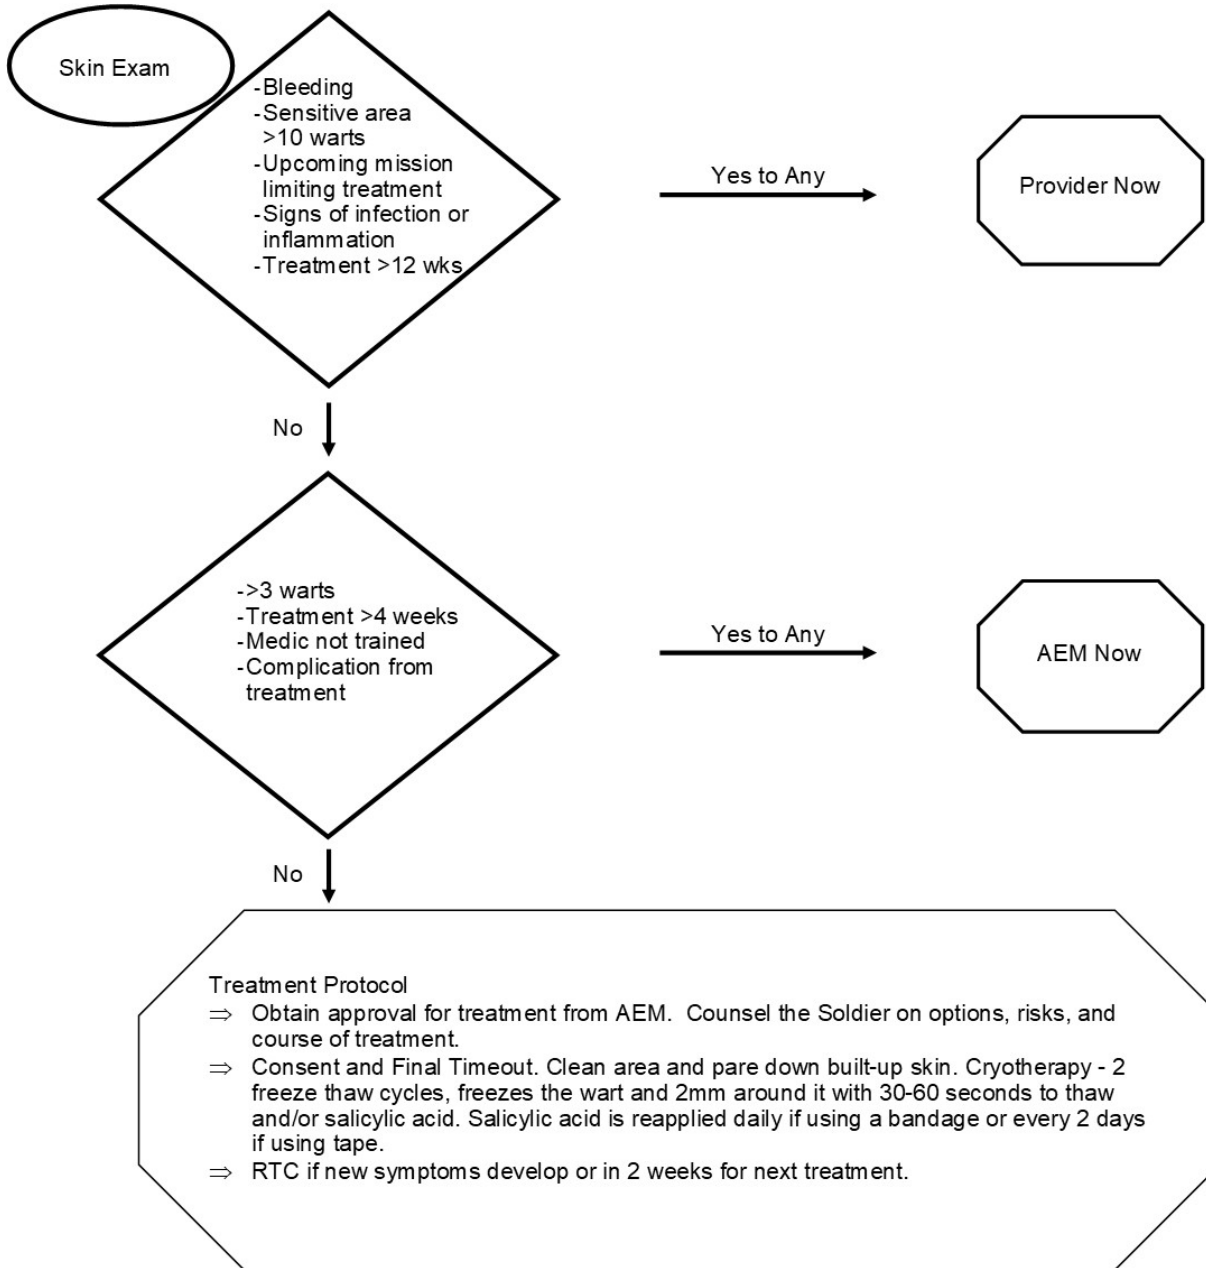 Skin Exam
-Bleeding
-Sensitive area
>10 warts
-Upcoming mission
limiting treatment
-Signs of infection or
inflammation
-Treatment >12 wks
Yes to Any
Provider Now
No
->3 warts
-Treatment >4 weeks
-Medic not trained
-Complication from
treatment
Yes to Any
AEM Now
No
Treatment Protocol
⇒ Obtain approval for treatment from AEM.  Counsel the Soldier on options, risks, and
course of treatment.
⇒ Consent and Final Timeout. Clean area and pare down built-up skin. Cryotherapy - 2
freeze thaw cycles, freezes the wart and 2mm around it with 30-60 seconds to thaw
and/or salicylic acid. Salicylic acid is reapplied daily if using a bandage or every 2 days
if using tape.
⇒ RTC if new symptoms develop or in 2 weeks for next treatment.